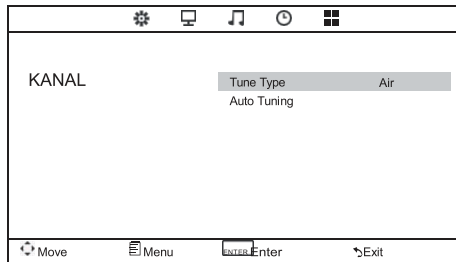 KANAL
Tune Type Air
Auto Tuning
Move Menu ENTER Enter Exit